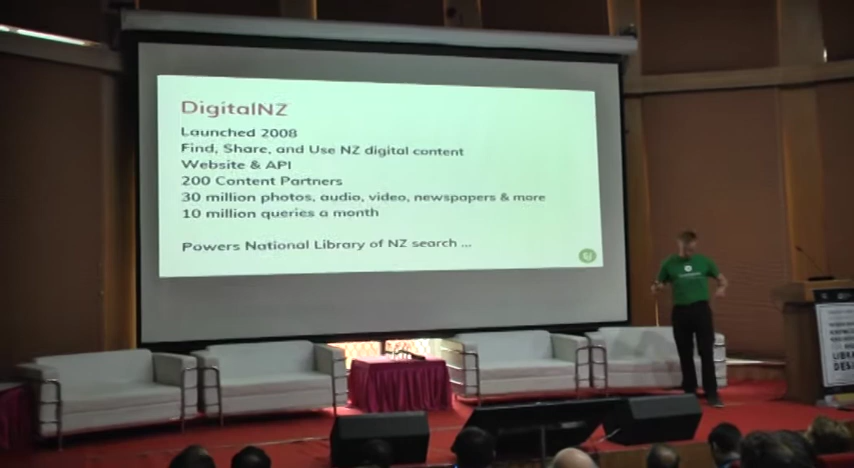 DigitalNZ
Launched 2008
Find, Share, and Use NZ digital content
Website & API
200 Content Partners
30 million photos, audio, video, newspapers & more
10 million queries a month
Powers National Library of NZ search ...